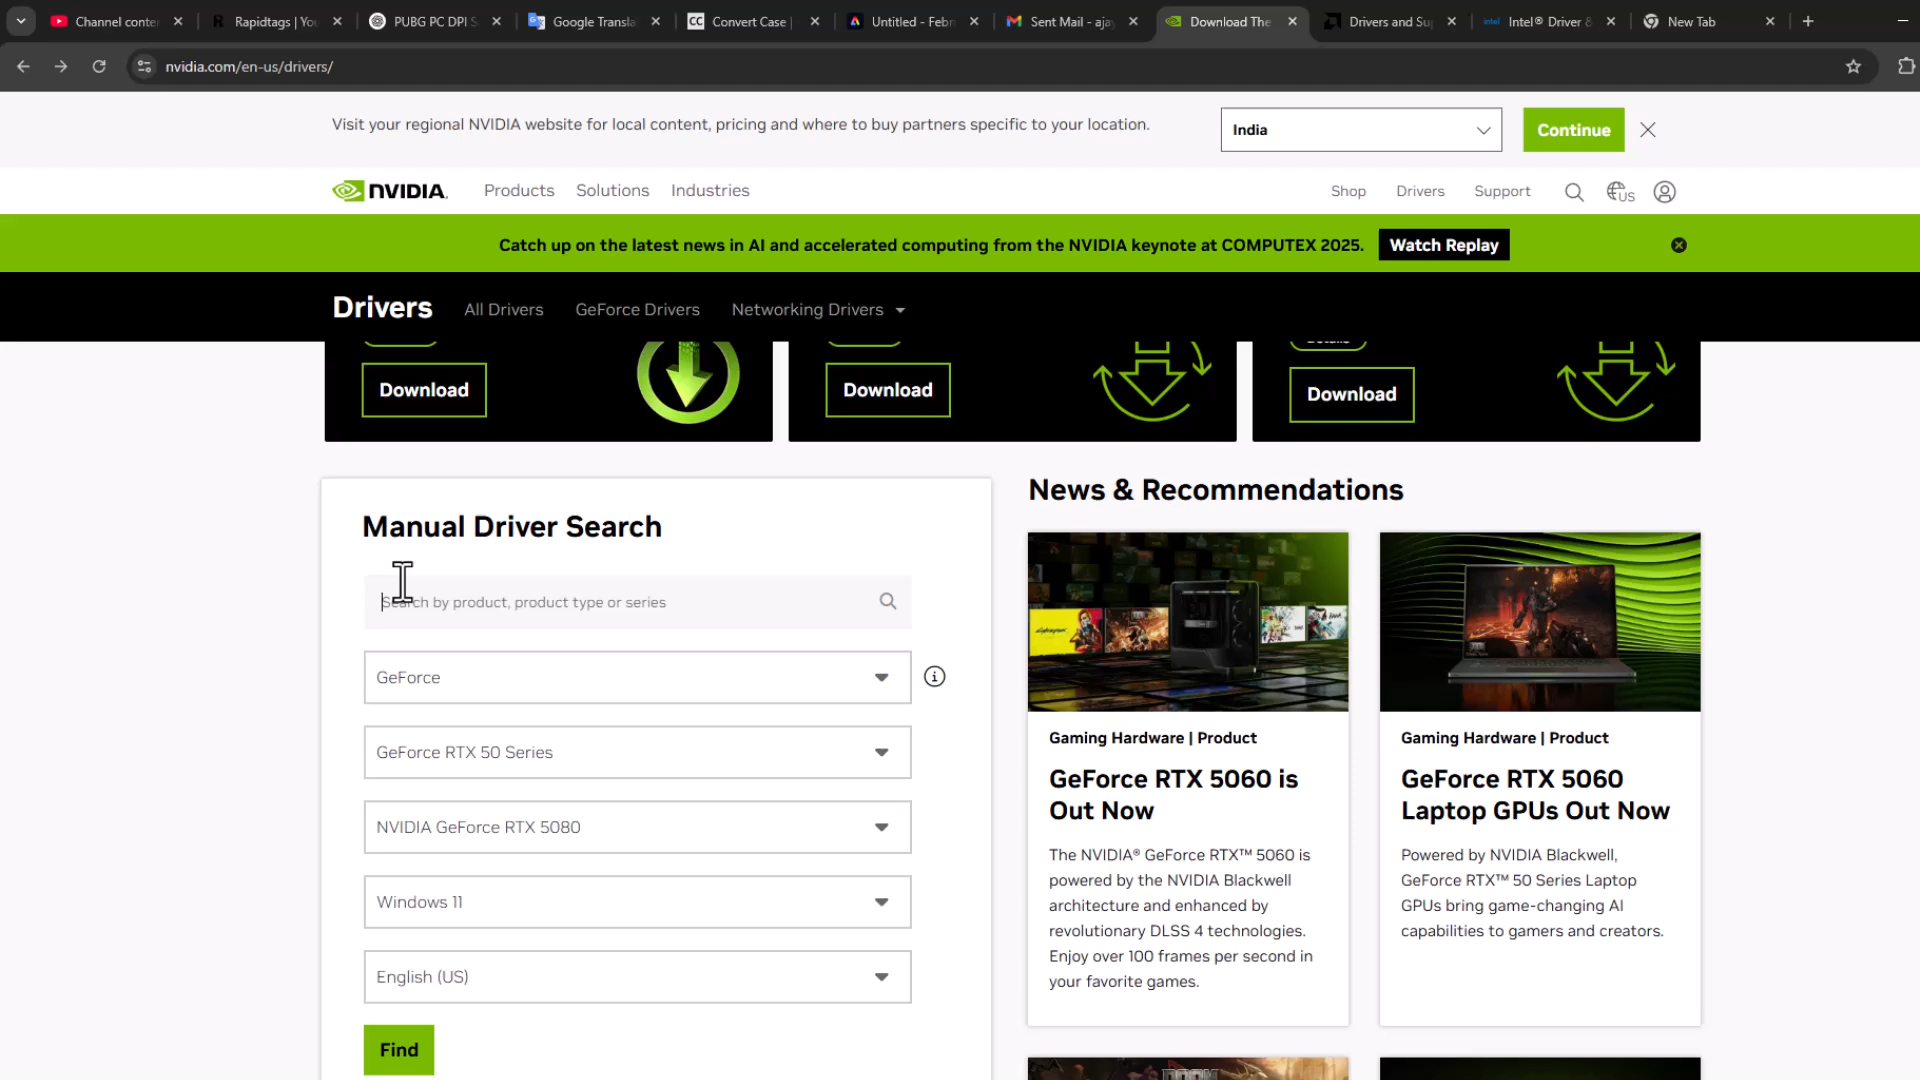 Channel conten
Rapidtags | You
PUBG PC DPI S
Google Transla
Convert Case |
Untitled - Febr
Sent Mail - ajay
Download The
Drivers and Sup
intel
Intel® Driver &
New Tab
nvidia.com/en-us/drivers/
Visit your regional NVIDIA website for local content, pricing and where to buy partners specific to your location.
India
Continue
NVIDIA.
Products
Solutions
Industries
Shop
Drivers
Support
US
Catch up on the latest news in AI and accelerated computing from the NVIDIA keynote at COMPUTEX 2025.
Watch Replay
Drivers
All Drivers
GeForce Drivers
Networking Drivers
Download
Download
Details
Download
Manual Driver Search
Search by product, product type or series
GeForce
GeForce RTX 50 Series
NVIDIA GeForce RTX 5080
Windows 11
English (US)
Find
News & Recommendations
Gaming Hardware | Product
GeForce RTX 5060 is
Out Now
The NVIDIA® GeForce RTX™ 5060 is
powered by the NVIDIA Blackwell
architecture and enhanced by
revolutionary DLSS 4 technologies.
Enjoy over 100 frames per second in
your favorite games.
Gaming Hardware | Product
GeForce RTX 5060
Laptop GPUs Out Now
Powered by NVIDIA Blackwell,
GeForce RTX™ 50 Series Laptop
GPUs bring game-changing AI
capabilities to gamers and creators.